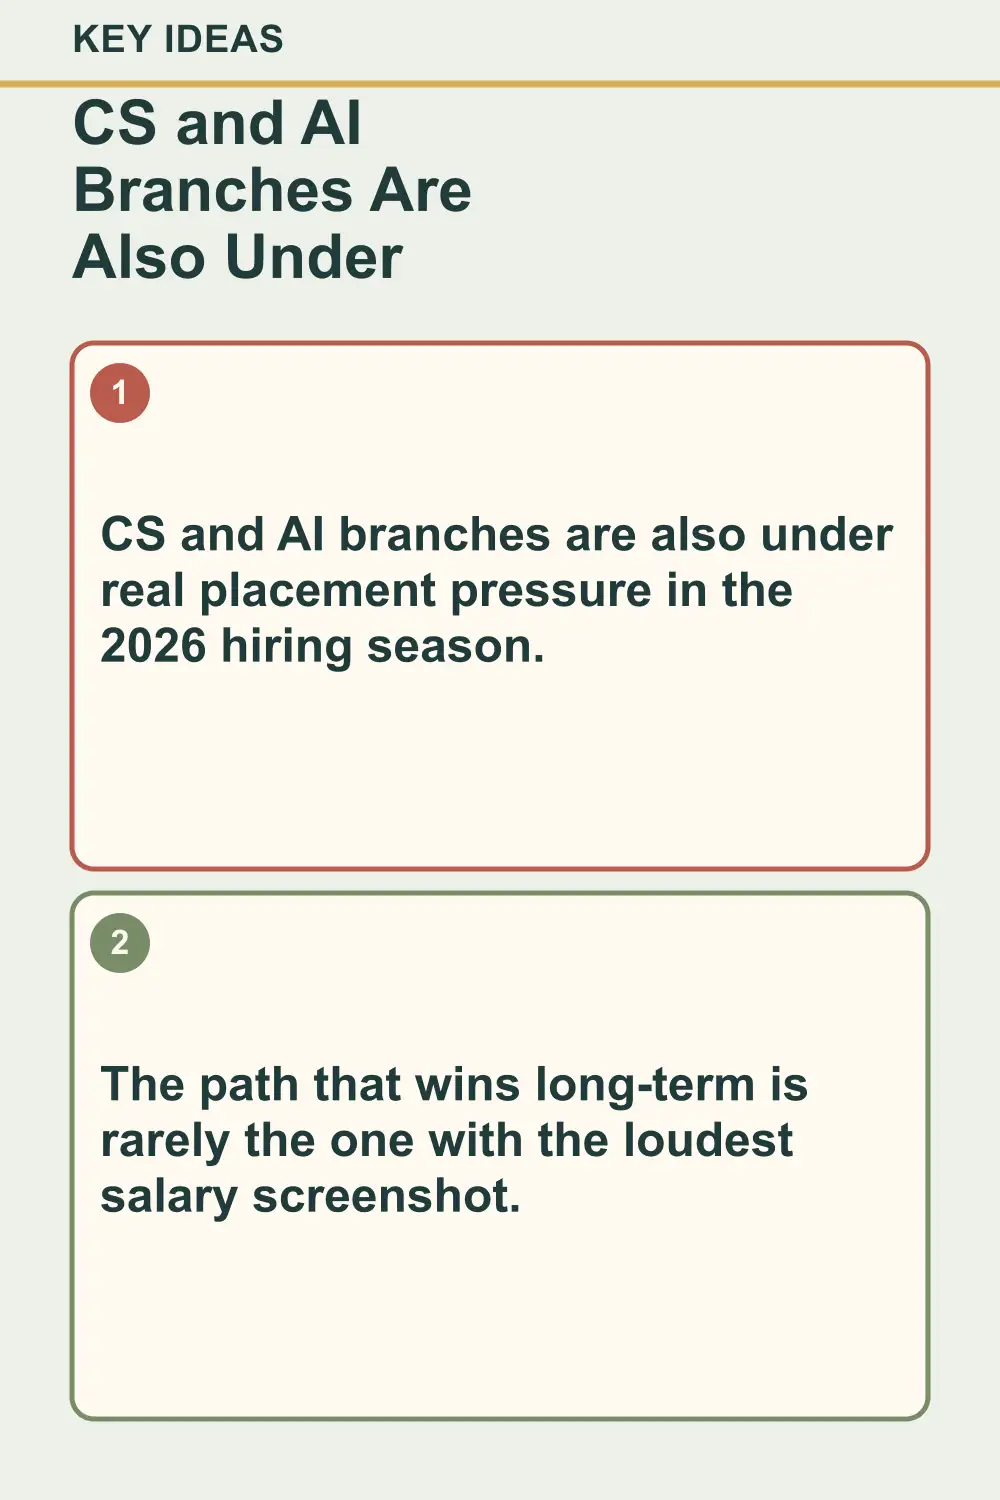 KEY IDEAS
CS and AI
Branches Are
Also Under
1
CS and AI branches are also under
real placement pressure in the
2026 hiring season.
2
The path that wins long-term is
rarely the one with the loudest
salary screenshot.